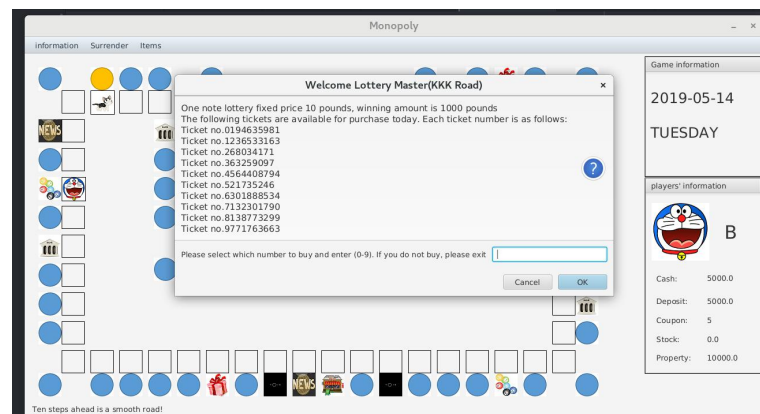 Monopoly
information Surrender Items
Welcome Lottery Master(KKK Road)
One note lottery fixed price 10 pounds, winning amount is 1000 pounds
The following tickets are available for purchase today. Each ticket number is as follows:
Ticket no.0194635981
Ticket no.1236533163
Ticket no.268034171
Ticket no.363259097
Ticket no.4564408794
Ticket no.521735246
Ticket no.6301888534
Ticket no.7132301790
Ticket no.8138773299
Ticket no.9771763663
?
Please select which number to buy and enter (0-9). If you do not buy, please exit
Cancel OK
NEWS
NEWS
Ten steps ahead is a smooth road!
Game information
2019-05-14
TUESDAY
players' information
B
Cash: 5000.0
Deposit: 5000.0
Coupon: 5
Stock: 0.0
Property: 10000.0